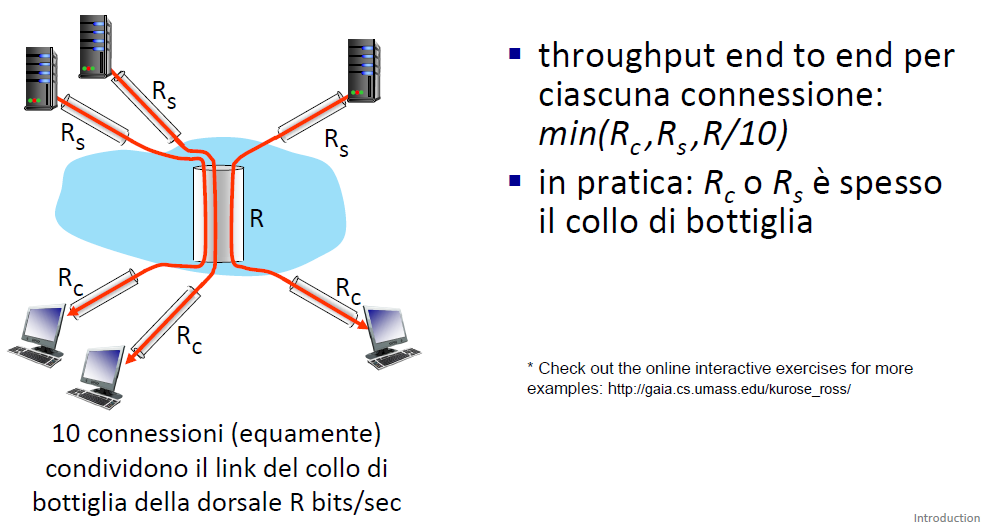 R_s
R_s
R_s
R
R_c
R_c
R_c
10 connessioni (equamente)
condividono il link del collo di
bottiglia della dorsale R bits/sec
▪ throughput end to end per
ciascuna connessione:
min(R_c,R_s,R/10)
▪ in pratica: R_c o R_s è spesso
il collo di bottiglia
* Check out the online interactive exercises for more
examples: http://gaia.cs.umass.edu/kurose_ross/
Introduction